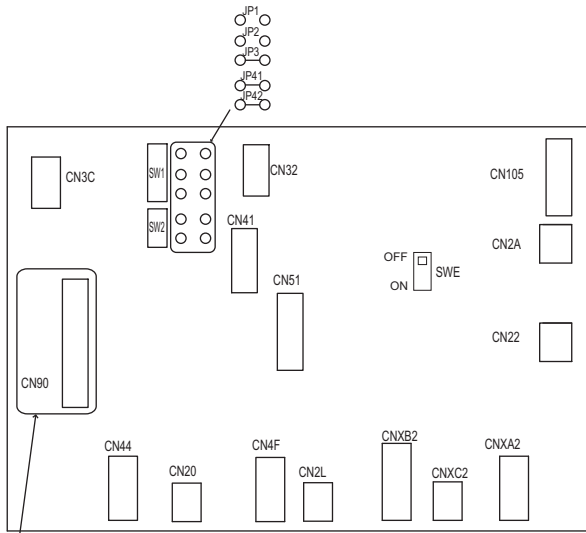 JP1
JP2
JP3
JP41
JP42
CN3C
SW1
CN32
CN105
SW2
CN41
CN2A
OFF
SWE
ON
CN51
CN22
CN90
CN44
CN20
CN4F
CN2L
CNXB2
CNXC2
CNXA2